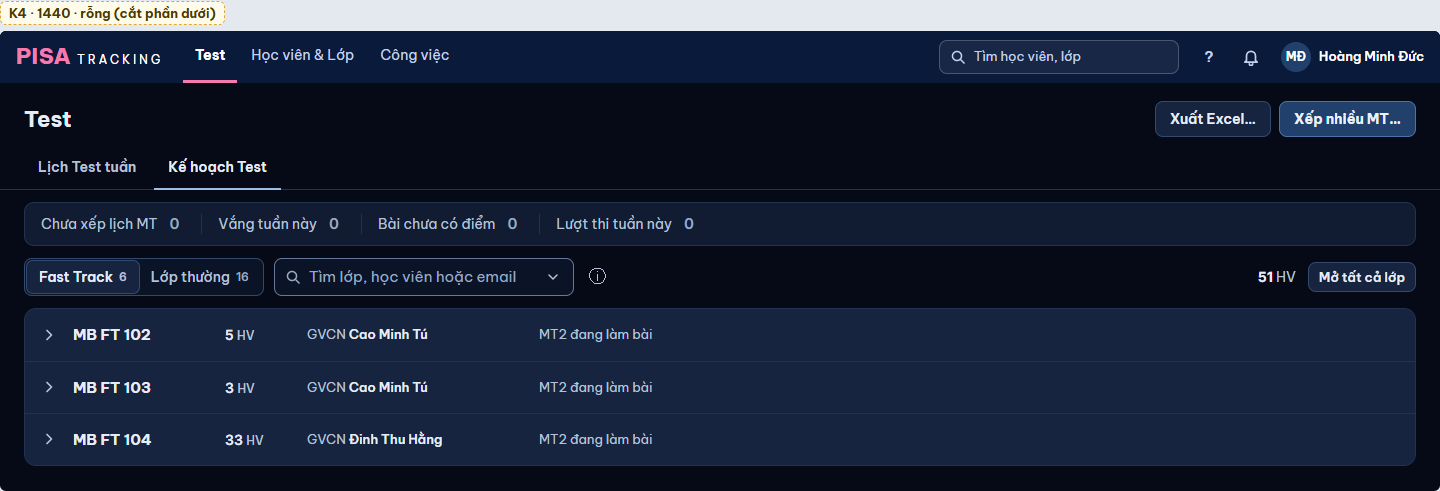 K4 · 1440 · rỗng (cắt phần dưới)
PISA TRACKING Test Học viên & Lớp Công việc Tìm học viên, lớp ? MĐ Hoàng Minh Đức
Test Xuất Excel... Xếp nhiều MT...
Lịch Test tuần Kế hoạch Test
Chưa xếp lịch MT 0 Vắng tuần này 0 Bài chưa có điểm 0 Lượt thi tuần này 0
Fast Track 6 Lớp thường 16 Tìm lớp, học viên hoặc email 51 HV Mở tất cả lớp
MB FT 102 5 HV GVCN Cao Minh Tú MT2 đang làm bài
MB FT 103 3 HV GVCN Cao Minh Tú MT2 đang làm bài
MB FT 104 33 HV GVCN Đinh Thu Hằng MT2 đang làm bài